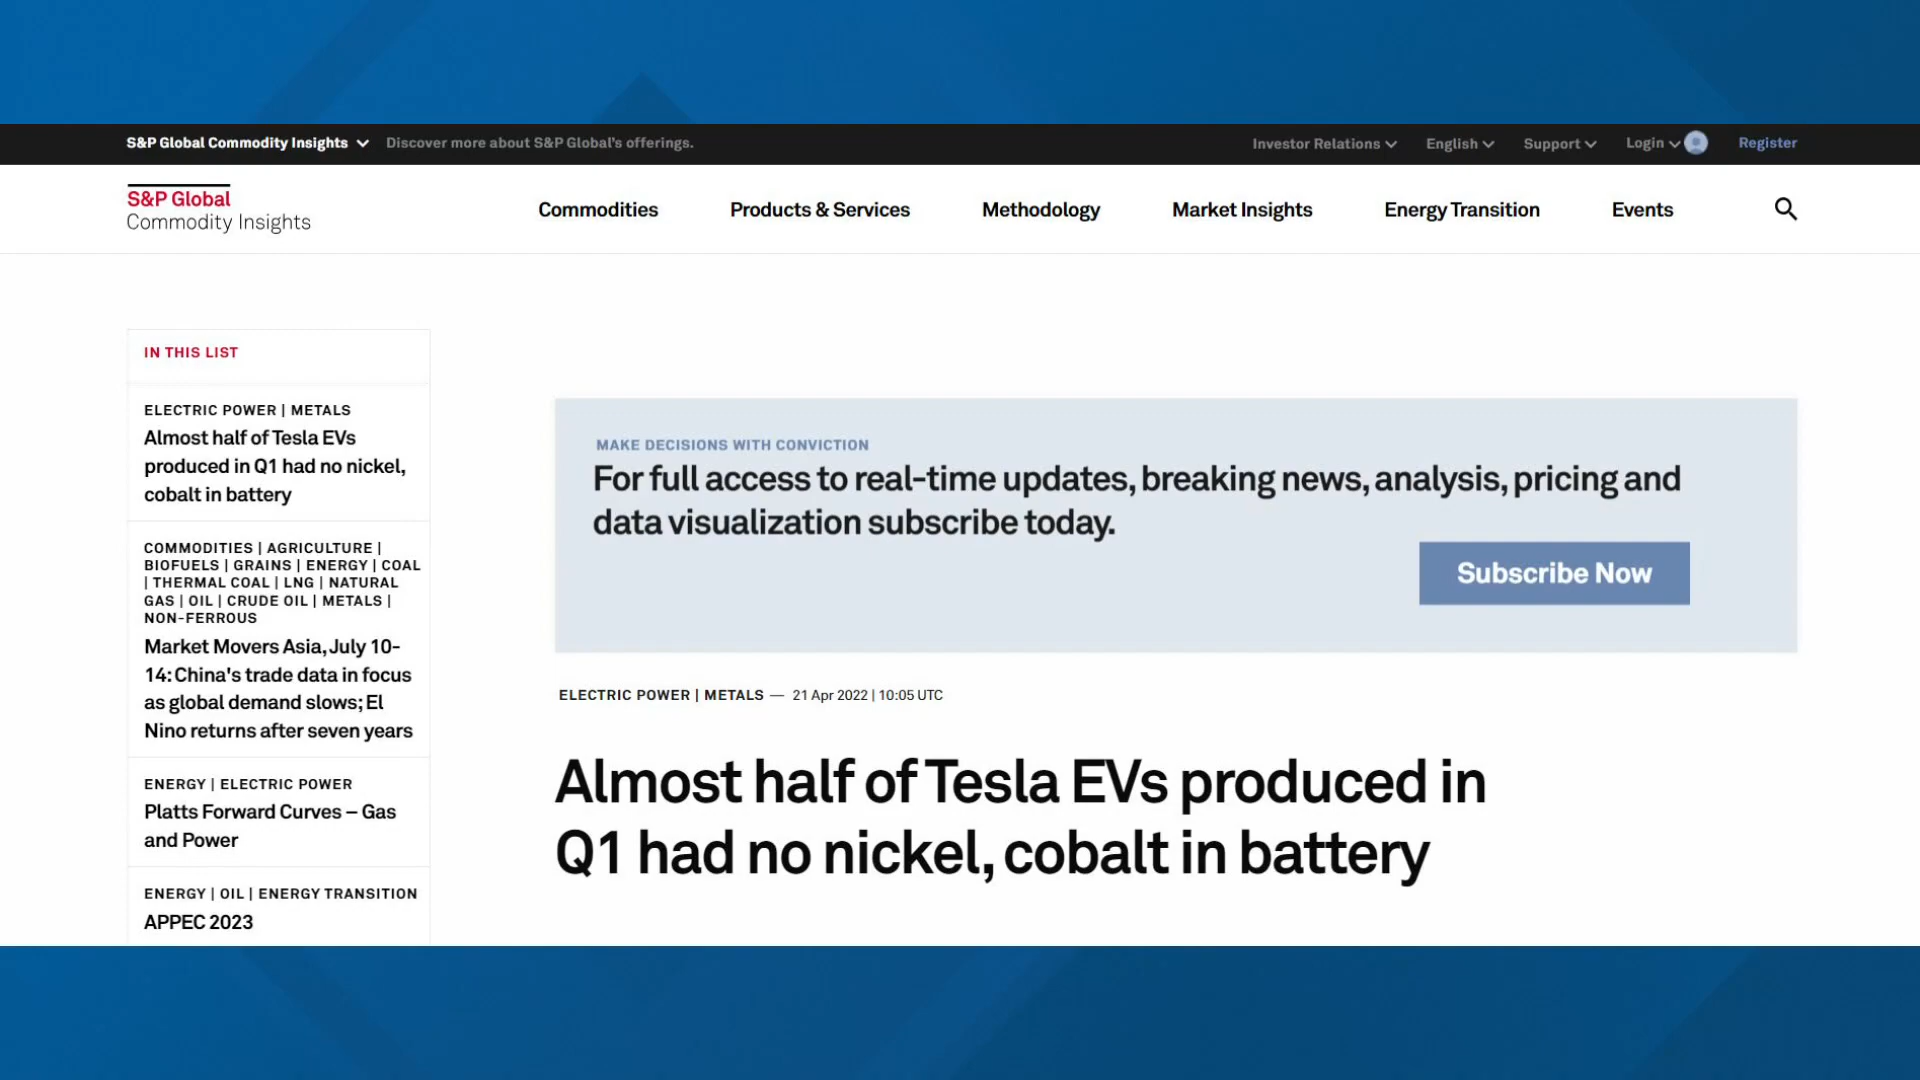 S&P Global Commodity Insights
Discover more about S&P Global's offerings.
Investor Relations
English
Support
Login
Register
S&P Global
Commodity Insights
Commodities
Products & Services
Methodology
Market Insights
Energy Transition
Events
IN THIS LIST
ELECTRIC POWER | METALS
Almost half of Tesla EVs
produced in Q1 had no nickel,
cobalt in battery
COMMODITIES | AGRICULTURE |
BIOFUELS | GRAINS | ENERGY | COAL
| THERMAL COAL | LNG | NATURAL
GAS | OIL | CRUDE OIL | METALS |
NON-FERROUS
Market Movers Asia, July 10-
14: China's trade data in focus
as global demand slows; El
Nino returns after seven years
ENERGY | ELECTRIC POWER
Platts Forward Curves – Gas
and Power
ENERGY | OIL | ENERGY TRANSITION
APPEC 2023
MAKE DECISIONS WITH CONVICTION
For full access to real-time updates, breaking news, analysis, pricing and
data visualization subscribe today.
Subscribe Now
ELECTRIC POWER | METALS — 21 Apr 2022 | 10:05 UTC
Almost half of Tesla EVs produced in
Q1 had no nickel, cobalt in battery